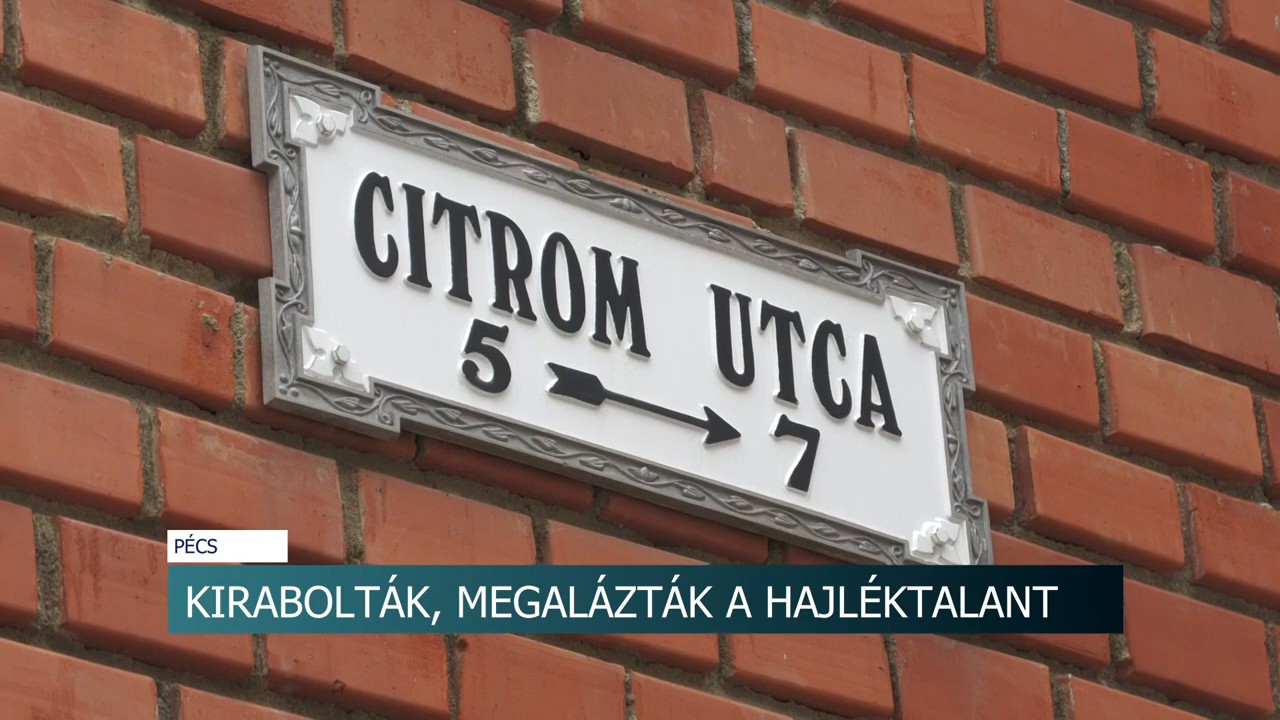 CITROM UTCA
5 → 7
PÉCS
KIRABOLTÁK, MEGALÁZTÁK A HAJLÉKTALANT